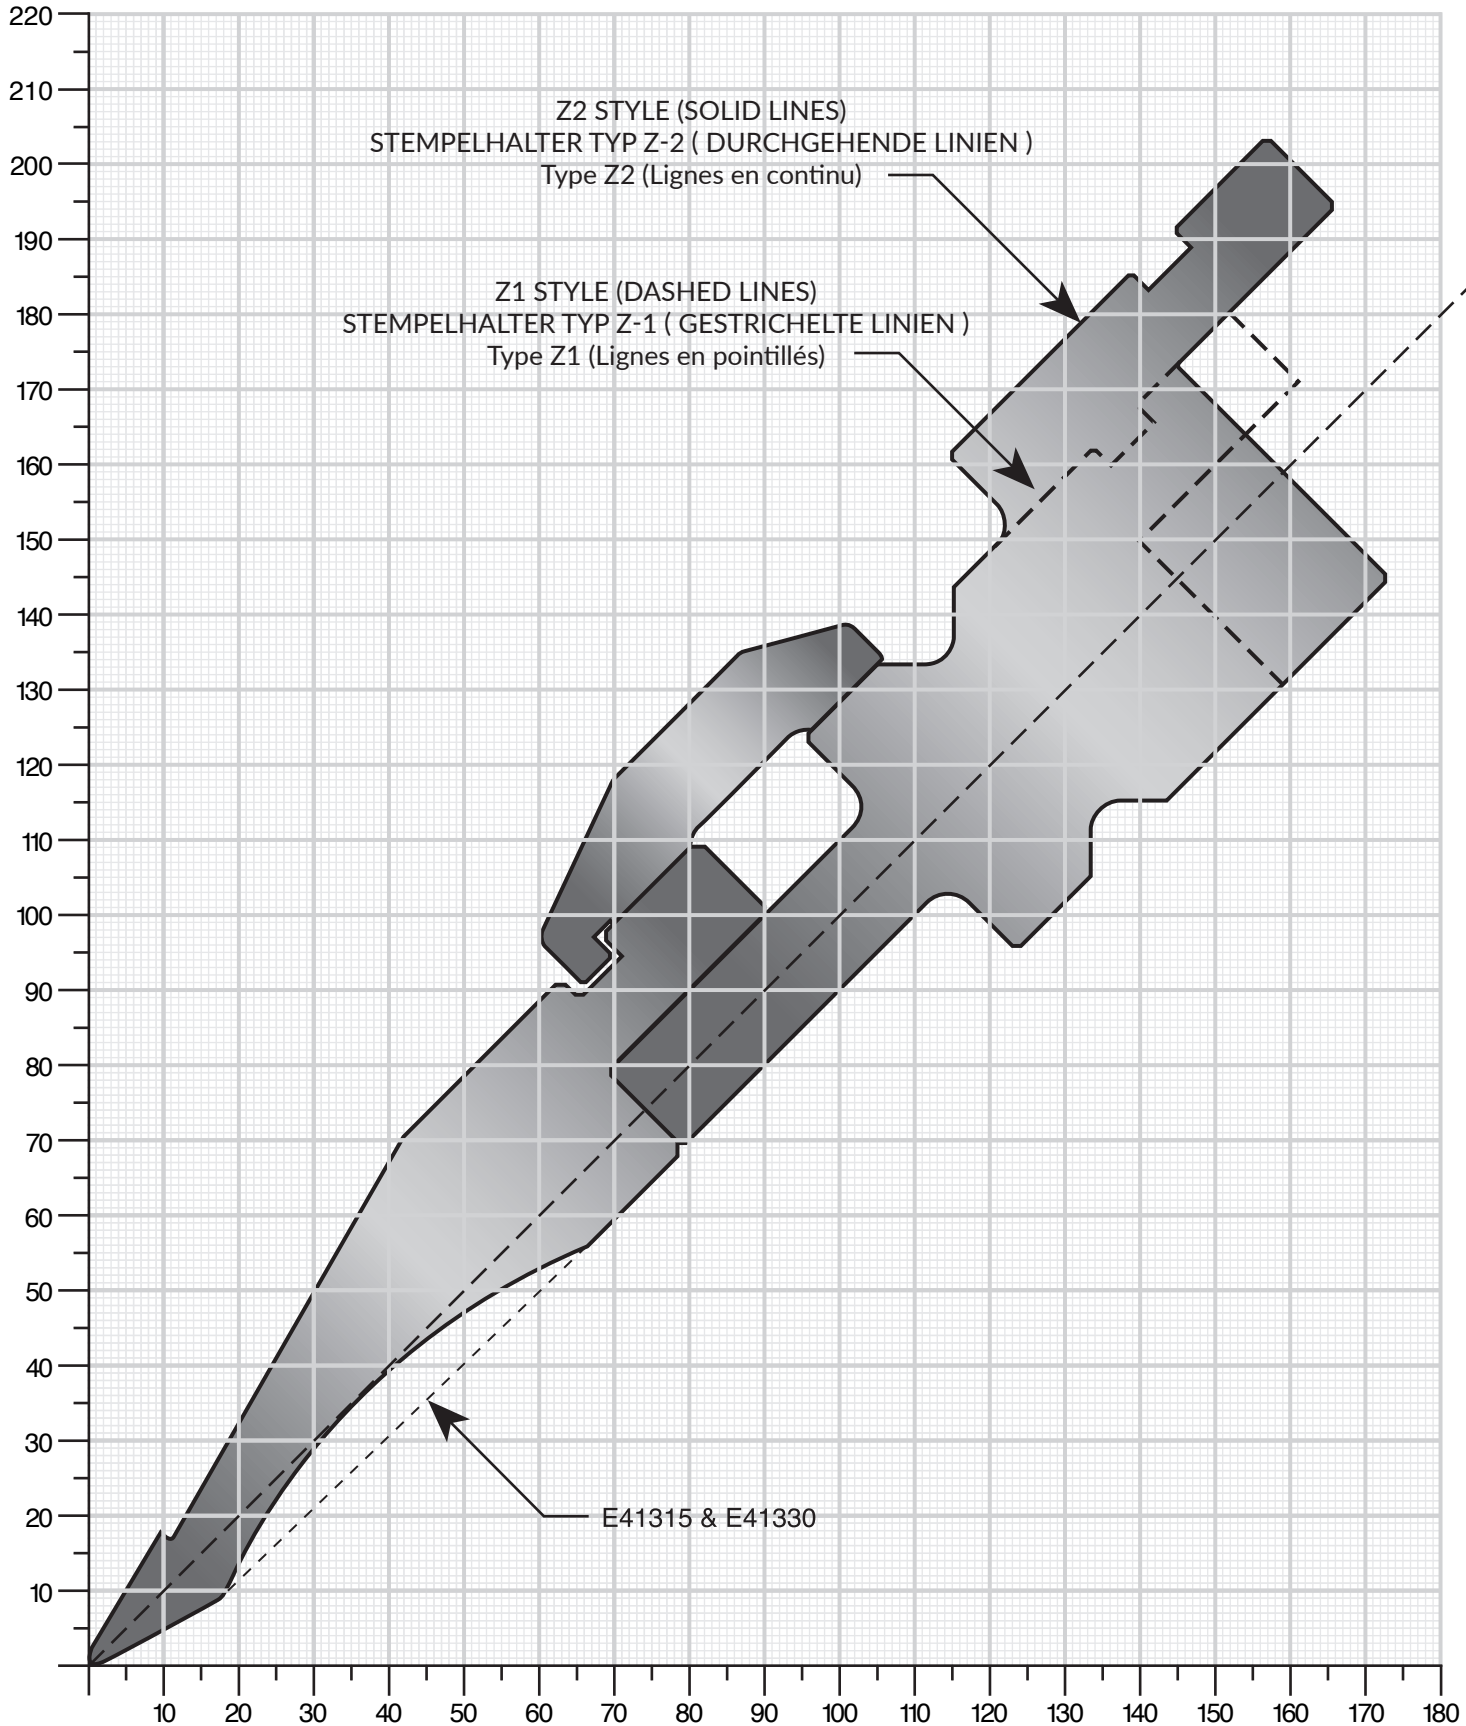 220
210
200
190
180
170
160
150
140
130
120
110
100
90
80
70
60
50
40
30
20
10
Z2 STYLE (SOLID LINES)
STEMPELHALTER TYP Z-2 ( DURCHGEHENDE LINIEN )
Type Z2 (Lignes en continu)
Z1 STYLE (DASHED LINES)
STEMPELHALTER TYP Z-1 ( GESTRICHELTE LINIEN )
Type Z1 (Lignes en pointillés)
E41315 & E41330
10 20 30 40 50 60 70 80 90 100 110 120 130 140 150 160 170 180